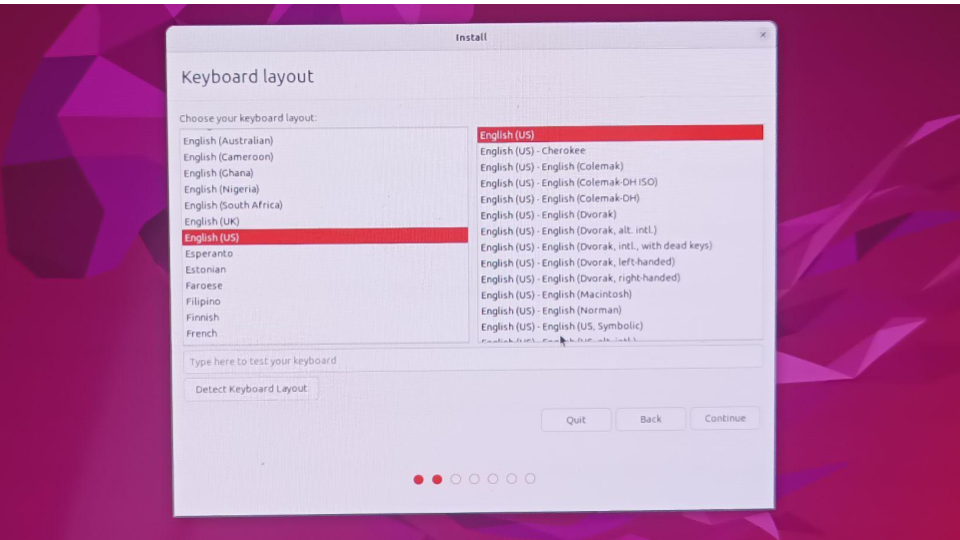 Install
Keyboard layout
Choose your keyboard layout:
English (Australian)
English (Cameroon)
English (Ghana)
English (Nigeria)
English (South Africa)
English (UK)
English (US)
Esperanto
Estonian
Faroese
Filipino
Finnish
French
English (US)
English (US) - Cherokee
English (US) - English (Colemak)
English (US) - English (Colemak-DH ISO)
English (US) - English (Colemak-DH)
English (US) - English (Dvorak)
English (US) - English (Dvorak, alt. intl.)
English (US) - English (Dvorak, intl., with dead keys)
English (US) - English (Dvorak, left-handed)
English (US) - English (Dvorak, right-handed)
English (US) - English (Macintosh)
English (US) - English (Norman)
English (US) - English (US, Symbolic)
Type here to test your keyboard
Detect Keyboard Layout
Quit Back Continue